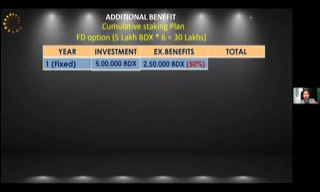 ADDITIONAL BENEFIT
Cumulative staking Plan
FD option (5 Lakh BDX * 6 = 30 Lakhs)
YEAR INVESTMENT EX.BENEFITS TOTAL
1 (Fixed) 5,00,000 BDX 2,50,000 BDX (50%)